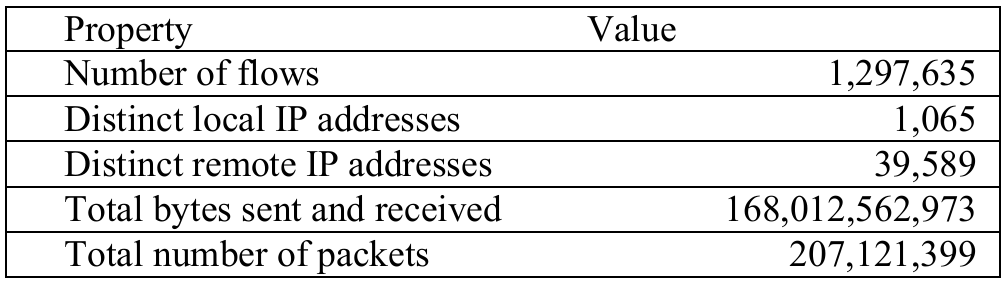 Property Value
Number of flows 1,297,635
Distinct local IP addresses 1,065
Distinct remote IP addresses 39,589
Total bytes sent and received 168,012,562,973
Total number of packets 207,121,399